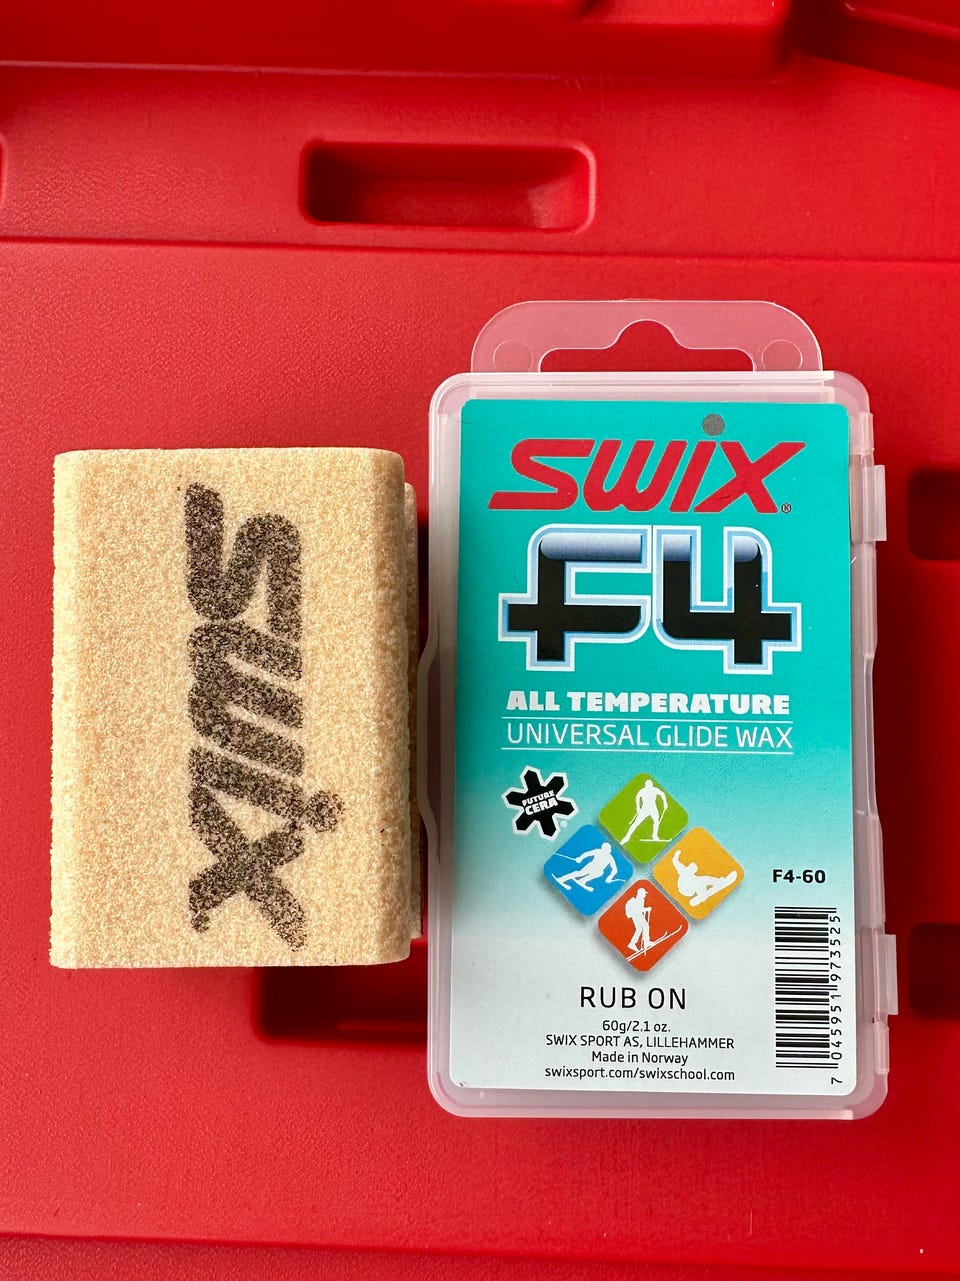 swix
SWIX®
F4
ALL TEMPERATURE
UNIVERSAL GLIDE WAX
FUTURE
CERA
F4-60
RUB ON
60g/2.1 oz.
SWIX SPORT AS, LILLEHAMMER
Made in Norway
swixsport.com/swixschool.com
7 045951 973525